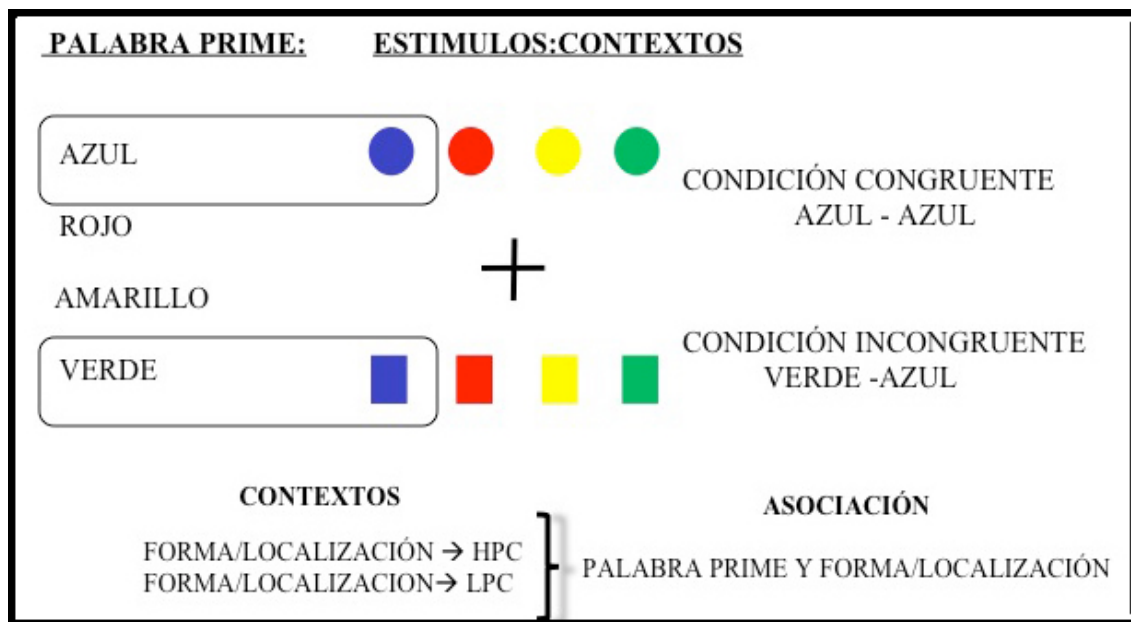 PALABRA PRIME: ESTIMULOS:CONTEXTOS
AZUL
ROJO
AMARILLO
VERDE
CONDICIÓN CONGRUENTE
AZUL - AZUL
CONDICIÓN INCONGRUENTE
VERDE -AZUL
CONTEXTOS
FORMA/LOCALIZACIÓN → HPC
FORMA/LOCALIZACION→ LPC
ASOCIACIÓN
PALABRA PRIME Y FORMA/LOCALIZACIÓN